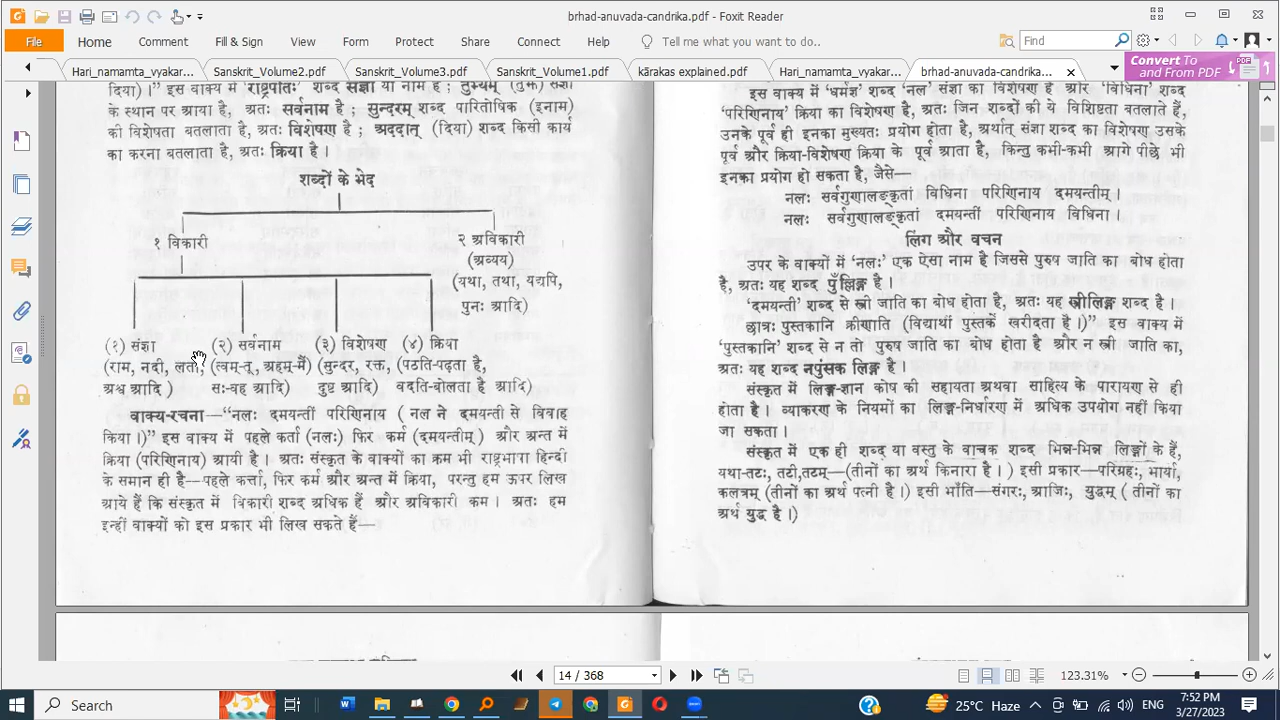 brhad-anuvada-candrika.pdf - Foxit Reader
File Home Comment Fill & Sign View Form Protect Share Connect Help Tell me what you want to do... Find
Hari_namamta_vyakar... Sanskrit_Volume2.pdf Sanskrit_Volume3.pdf Sanskrit_Volume1.pdf kārakas explained.pdf Hari_namamta_vyakar... brhad-anuvada-candrika.... Convert To
and From PDF
दिया)।” इस वाक्य में राष्ट्रपतिः शब्द संज्ञा या नाम है; तुभ्यम् (तुझे) संज्ञा
के स्थान पर आया है, अतः सर्वनाम है; सुन्दरम् शब्द पारितोषिक (इनाम)
की विशेषता बतलाता है, अतः विशेषण है; अददात् (दिया) शब्द किसी कार्य
का करना बतलाता है, अतः क्रिया है।
शब्दों के भेद
१ विकारी
२ अविकारी
(अव्यय)
(यथा, तथा, यद्यपि,
पुनः आदि)
(१) संज्ञा (२) सर्वनाम (३) विशेषण (४) क्रिया
(राम, नदी, लता, (त्वम्-तू, अहम्-मैं) (सुन्दर, रक्त, (पठति-पढ़ता है,
अश्व आदि) सः-वह आदि) दुष्ट आदि) वदति-बोलता है आदि)
वाक्य-रचना—“नलः दमयन्तीं परिणिनाय (नल ने दमयन्ती से विवाह
किया।)” इस वाक्य में पहले कर्ता (नलः) फिर कर्म (दमयन्तीम्) और अन्त में
क्रिया (परिणिनाय) आयी है। अतः संस्कृत के वाक्यों का क्रम भी राष्ट्रभाषा हिन्दी
के समान ही है—पहले कर्त्ता, फिर कर्म और अन्त में क्रिया, परन्तु हम ऊपर लिख
आये हैं कि संस्कृत में विकारी शब्द अधिक हैं और अविकारी कम। अतः हम
इन्हीं वाक्यों को इस प्रकार भी लिख सकते हैं—
इस वाक्य में ‘धर्मज्ञ’ शब्द ‘नल’ संज्ञा का विशेषण है और ‘विधिना’ शब्द
‘परिणिनाय’ क्रिया का विशेषण है, अतः जिन शब्दों की ये विशिष्टता बतलाते हैं,
उनके पूर्व ही इनका मुख्यतः प्रयोग होता है, अर्थात् संज्ञा शब्द का विशेषण उसके
पूर्व और क्रिया-विशेषण क्रिया के पूर्व आता है, किन्तु कभी-कभी आगे पीछे भी
इनका प्रयोग हो सकता है, जैसे—
नलः सर्वगुणालङ्कृतां विधिना परिणिनाय दमयन्तीम्।
नलः सर्वगुणालङ्कृतां दमयन्तीं परिणिनाय विधिना।
लिंग और वचन
उपर के वाक्यों में ‘नलः’ एक ऐसा नाम है जिससे पुरुष जाति का बोध होता
है, अतः यह शब्द पुँल्लिङ्ग है।
‘दमयन्ती’ शब्द से स्त्री जाति का बोध होता है, अतः यह स्त्रीलिङ्ग शब्द है।
छात्रः पुस्तकानि क्रीणाति (विद्यार्थी पुस्तकें खरीदता है।)” इस वाक्य में
‘पुस्तकानि’ शब्द से न तो पुरुष जाति का बोध होता है और न स्त्री जाति का,
अतः यह शब्द नपुंसक लिङ्ग है।
संस्कृत में लिङ्ग-ज्ञान कोष की सहायता अथवा साहित्य के पारायण से ही
होता है। व्याकरण के नियमों का लिङ्ग-निर्धारण में अधिक उपयोग नहीं किया
जा सकता।
संस्कृत में एक ही शब्द या वस्तु के वाचक शब्द भिन्न-भिन्न लिङ्गों के हैं,
यथा-तटः, तटी,तटम्—(तीनों का अर्थ किनारा है।) इसी प्रकार—परिग्रहः, भार्या,
कलत्रम् (तीनों का अर्थ पत्नी है।) इसी भाँति—संगरः, आजिः, युद्धम् (तीनों का
अर्थ युद्ध है।)
14 / 368 123.31%
Search 25°C Haze 7:52 PM
3/27/2023